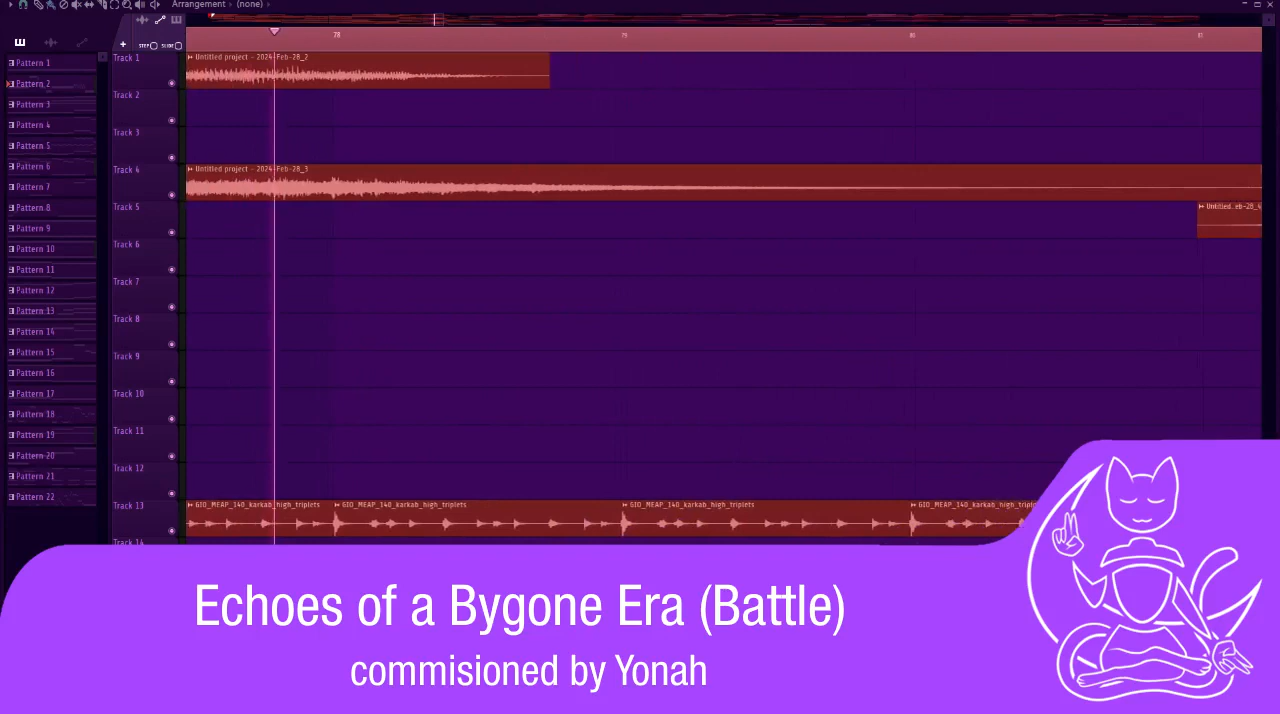 Arrangement › (none) ›
78 79 80 81
STEP SLIDE
Pattern 1
Pattern 2
Pattern 3
Pattern 4
Pattern 5
Pattern 6
Pattern 7
Pattern 8
Pattern 9
Pattern 10
Pattern 11
Pattern 12
Pattern 13
Pattern 14
Pattern 15
Pattern 16
Pattern 17
Pattern 18
Pattern 19
Pattern 20
Pattern 21
Pattern 22
Track 1
Untitled project - 2024-Feb-28_2
Track 2
Track 3
Track 4
Untitled project - 2024-Feb-28_3
Track 5
Track 6
Track 7
Track 8
Track 9
Track 10
Track 11
Track 12
Track 13
GIO_MEAP_140_karkab_high_triplets
GIO_MEAP_140_karkab_high_triplets
GIO_MEAP_140_karkab_high_triplets
Track 14
Echoes of a Bygone Era (Battle)
commisioned by Yonah